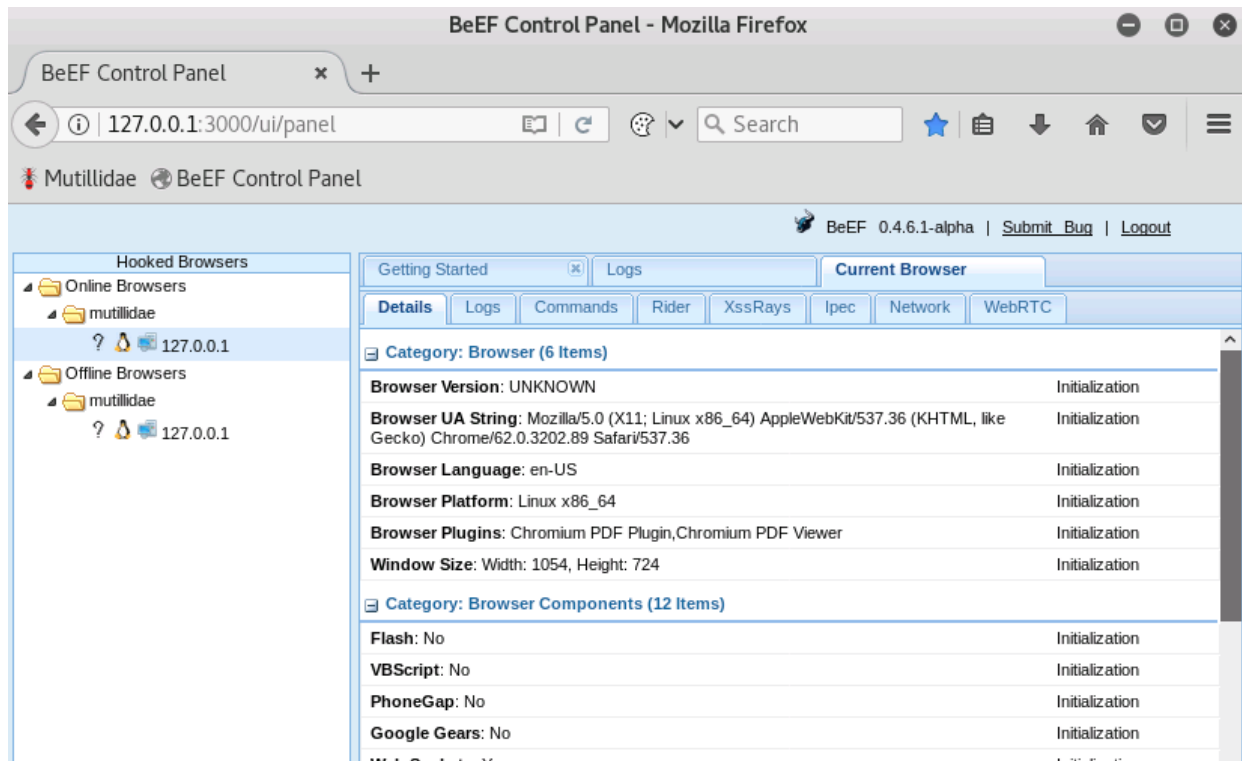 BeEF Control Panel - Mozilla Firefox
BeEF Control Panel
127.0.0.1:3000/ui/panel
Search
Mutillidae BeEF Control Panel
BeEF 0.4.6.1-alpha | Submit Bug | Logout
Hooked Browsers
Online Browsers
mutillidae
? 127.0.0.1
Offline Browsers
mutillidae
? 127.0.0.1
Getting Started Logs Current Browser
Details Logs Commands Rider XssRays Ipec Network WebRTC
Category: Browser (6 Items)
Browser Version: UNKNOWN Initialization
Browser UA String: Mozilla/5.0 (X11; Linux x86_64) AppleWebKit/537.36 (KHTML, like Initialization
Gecko) Chrome/62.0.3202.89 Safari/537.36
Browser Language: en-US Initialization
Browser Platform: Linux x86_64 Initialization
Browser Plugins: Chromium PDF Plugin,Chromium PDF Viewer Initialization
Window Size: Width: 1054, Height: 724 Initialization
Category: Browser Components (12 Items)
Flash: No Initialization
VBScript: No Initialization
PhoneGap: No Initialization
Google Gears: No Initialization